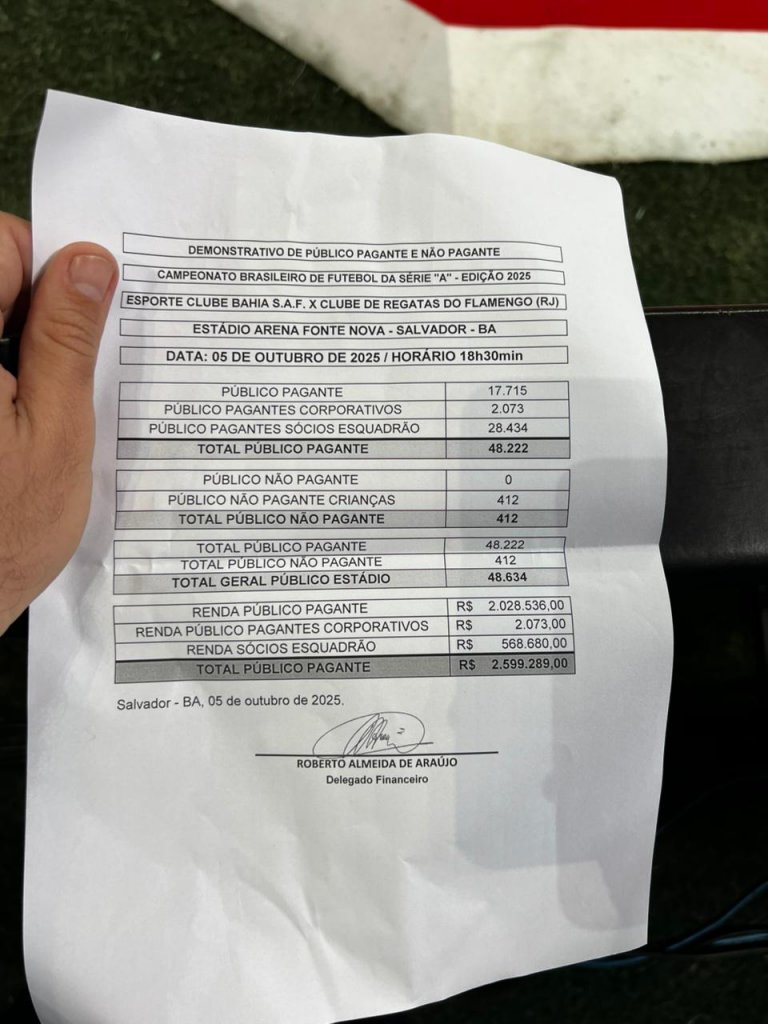 DEMONSTRATIVO DE PÚBLICO PAGANTE E NÃO PAGANTE
CAMPEONATO BRASILEIRO DE FUTEBOL DA SÉRIE "A" - EDIÇÃO 2025
ESPORTE CLUBE BAHIA S.A.F. X CLUBE DE REGATAS DO FLAMENGO (RJ)
ESTÁDIO ARENA FONTE NOVA - SALVADOR - BA
DATA: 05 DE OUTUBRO DE 2025 / HORÁRIO 18h30min
PÚBLICO PAGANTE 17.715
PÚBLICO PAGANTES CORPORATIVOS 2.073
PÚBLICO PAGANTES SÓCIOS ESQUADRÃO 28.434
TOTAL PÚBLICO PAGANTE 48.222
PÚBLICO NÃO PAGANTE 0
PÚBLICO NÃO PAGANTE CRIANÇAS 412
TOTAL PÚBLICO NÃO PAGANTE 412
TOTAL PÚBLICO PAGANTE 48.222
TOTAL PÚBLICO NÃO PAGANTE 412
TOTAL GERAL PÚBLICO ESTÁDIO 48.634
RENDA PÚBLICO PAGANTE R$ 2.028.536,00
RENDA PÚBLICO PAGANTES CORPORATIVOS R$ 2.073,00
RENDA SÓCIOS ESQUADRÃO R$ 568.680,00
TOTAL PÚBLICO PAGANTE R$ 2.599.289,00
Salvador - BA, 05 de outubro de 2025.
ROBERTO ALMEIDA DE ARAÚJO
Delegado Financeiro